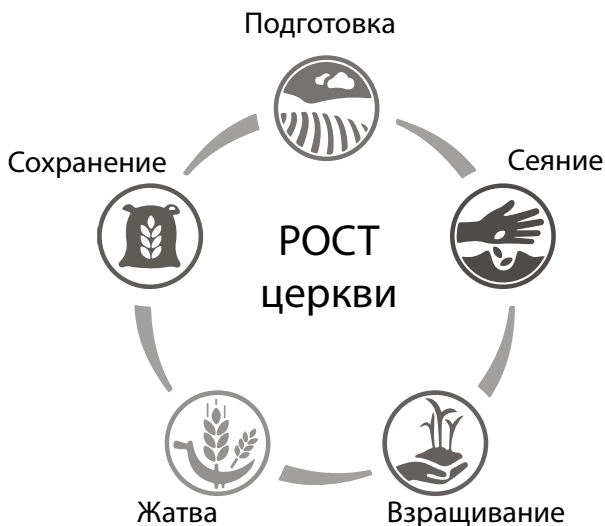 Подготовка
Сохранение
Сеяние
РОСТ
церкви
Жатва
Взращивание